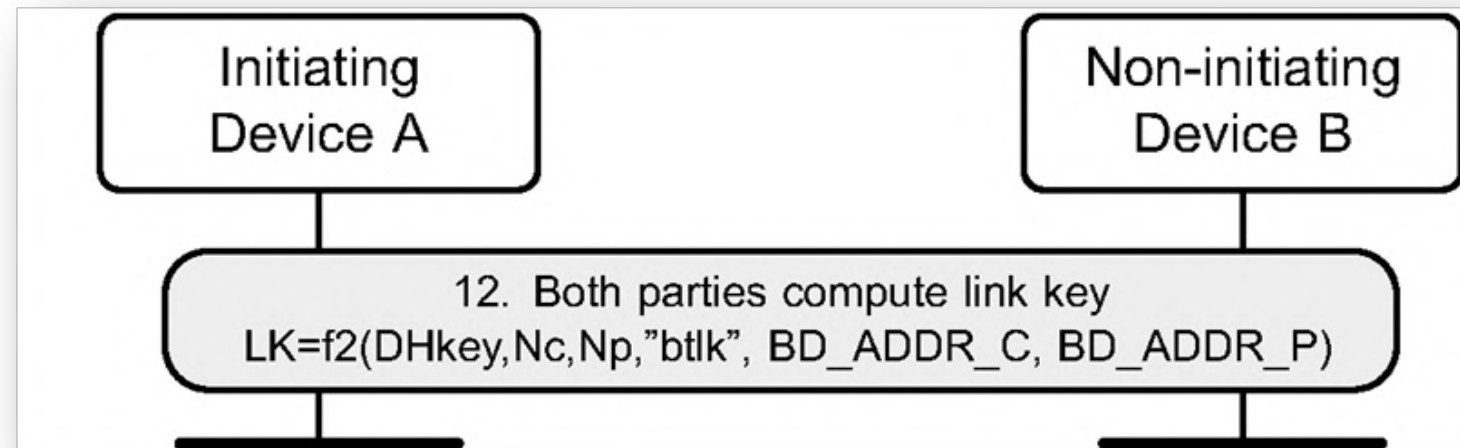 Initiating
Device A
Non-initiating
Device B
12. Both parties compute link key
LK=f2(DHkey,Nc,Np,”btlk”, BD_ADDR_C, BD_ADDR_P)